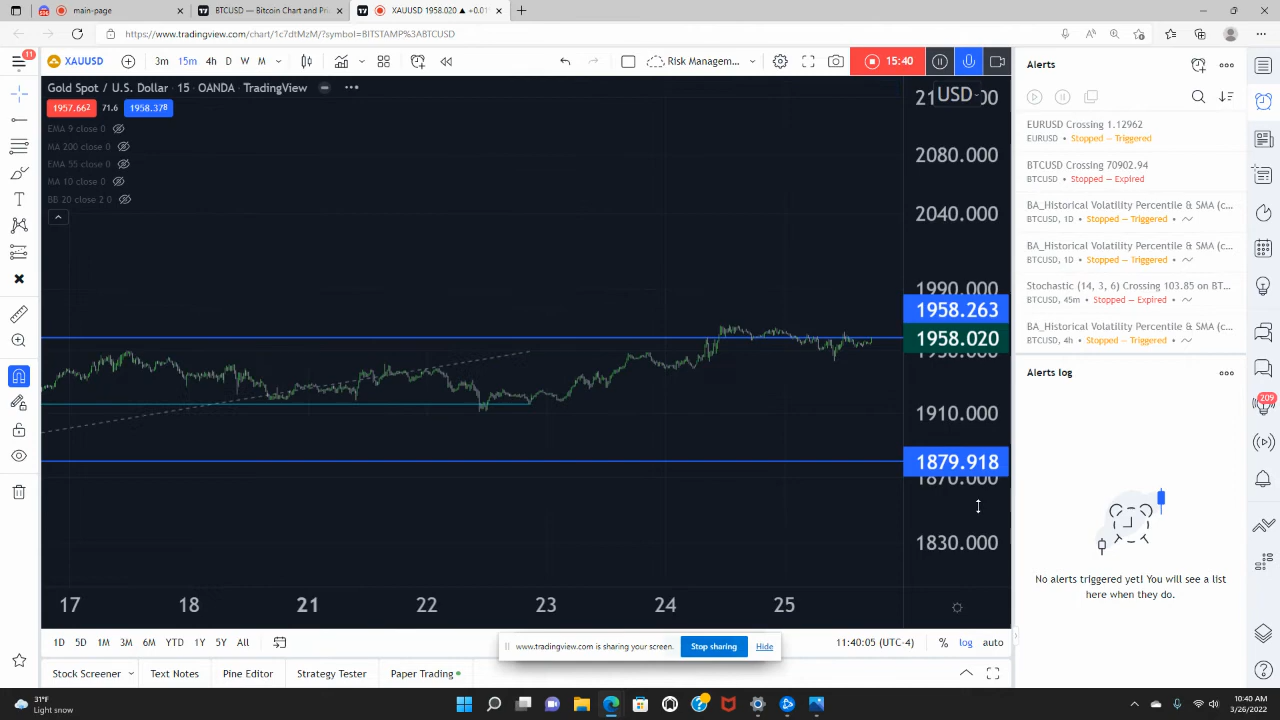 main-page
BTCUSD — Bitcoin Chart and Pri
XAUUSD 1958.020 ▲ +0.01
https://www.tradingview.com/chart/1c7dtMzM/?symbol=BITSTAMP%3ABTCUSD
11
XAUUSD
3m 15m 4h D W M
Risk Managem...
15:40
Gold Spot / U.S. Dollar · 15 · OANDA · TradingView
1957.662 71.6 1958.378
EMA 9 close 0
MA 200 close 0
EMA 55 close 0
MA 10 close 0
BB 20 close 2 0
USD
2080.000
2040.000
1990.000
1958.263
1958.020
1910.000
1879.918
1870.000
1830.000
17 18 21 22 23 24 25
1D 5D 1M 3M 6M YTD 1Y 5Y All
www.tradingview.com is sharing your screen. Stop sharing Hide
11:40:05 (UTC-4) % log auto
Stock Screener Text Notes Pine Editor Strategy Tester Paper Trading
Alerts
EURUSD Crossing 1.12962
EURUSD • Stopped — Triggered
BTCUSD Crossing 70902.94
BTCUSD • Stopped — Expired
BA_Historical Volatility Percentile & SMA (c...
BTCUSD, 1D • Stopped — Triggered •
BA_Historical Volatility Percentile & SMA (c...
BTCUSD, 1D • Stopped — Triggered •
Stochastic (14, 3, 6) Crossing 103.85 on BT...
BTCUSD, 45m • Stopped — Expired •
BA_Historical Volatility Percentile & SMA (c...
BTCUSD, 4h • Stopped — Triggered •
Alerts log
209
No alerts triggered yet! You will see a list
here when they do.
31°F
Light snow
10:40 AM
3/26/2022